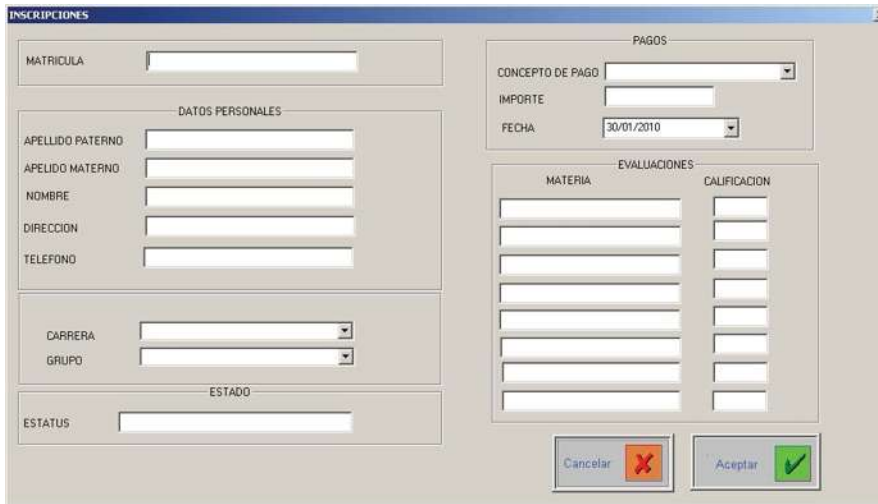 INSCRIPCIONES
MATRICULA
DATOS PERSONALES
APELLIDO PATERNO
APELIDO MATERNO
NOMBRE
DIRECCION
TELEFONO
CARRERA
GRUPO
ESTADO
ESTATUS
PAGOS
CONCEPTO DE PAGO
IMPORTE
FECHA 30/01/2010
EVALUACIONES
MATERIA CALIFICACION
Cancelar Aceptar